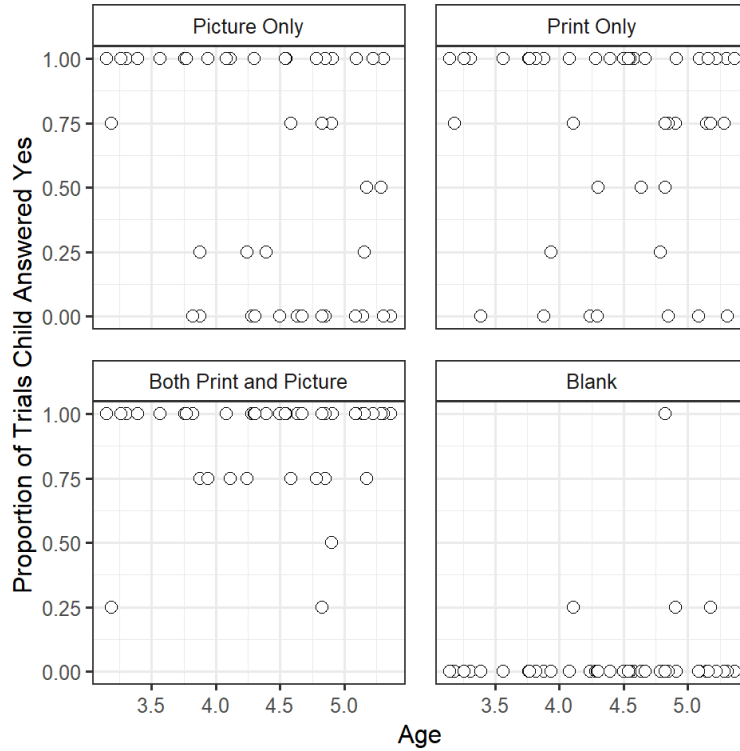 Picture Only
Print Only
1.00
0.75
0.50
0.25
0.00
Both Print and Picture
Blank
1.00
0.75
0.50
0.25
0.00
3.5 4.0 4.5 5.0
3.5 4.0 4.5 5.0
Age
Proportion of Trials Child Answered Yes